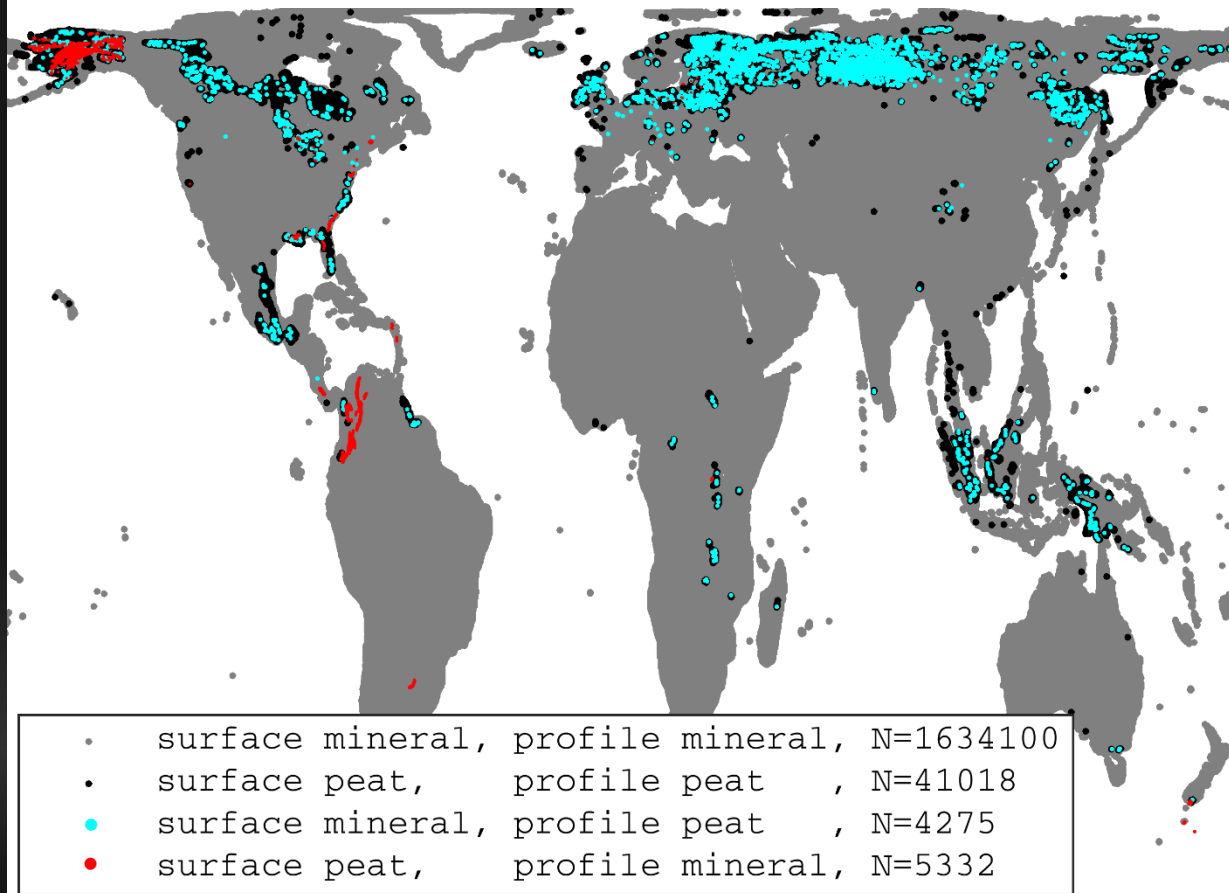 surface mineral, profile mineral, N=1634100
surface peat, profile peat , N=41018
surface mineral, profile peat , N=4275
surface peat, profile mineral, N=5332